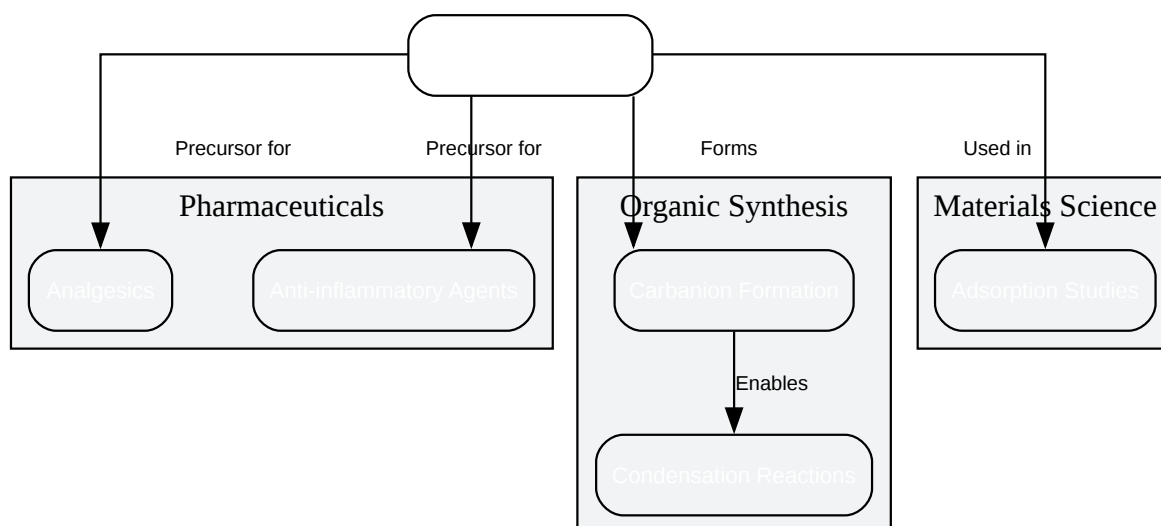 Precursor for
Precursor for
Forms
Used in
Pharmaceuticals
Organic Synthesis
Materials Science
Analgesics
Anti-inflammatory Agents
Carbanion Formation
Adsorption Studies
Enables
Condensation Reactions